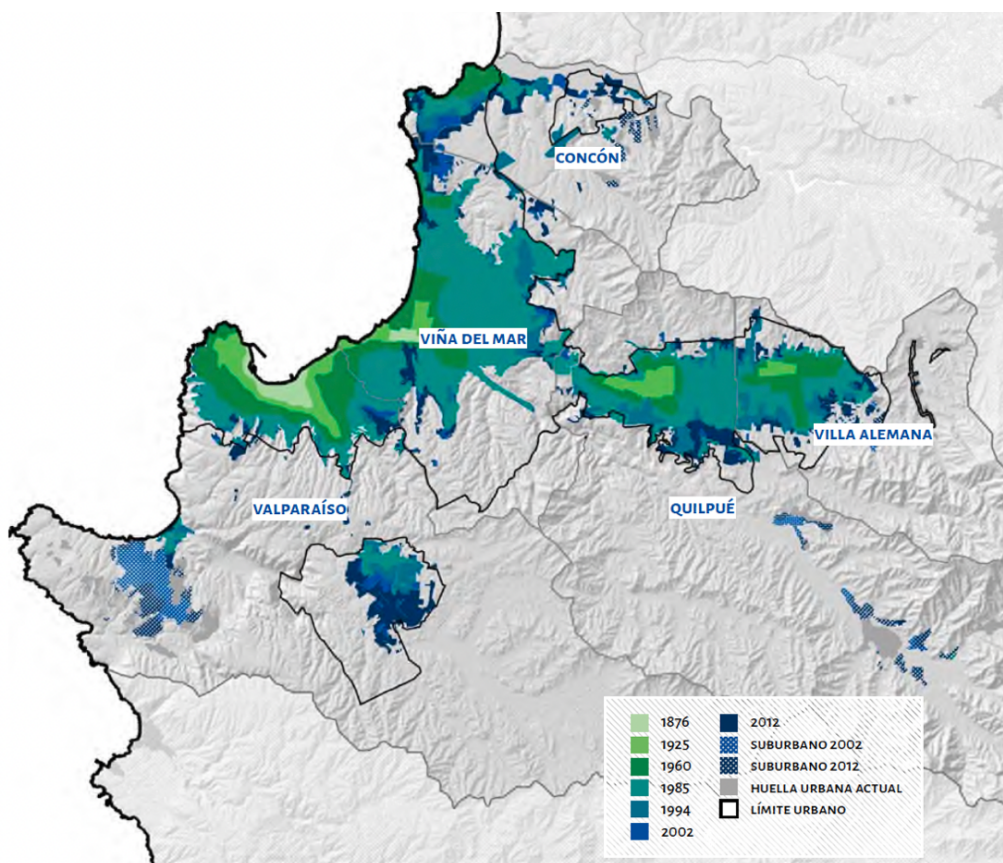 CONCÓN
VIÑA DEL MAR
VILLA ALEMANA
VALPARAÍSO
QUILPUÉ
1876
1925
1960
1985
1994
2002
2012
SUBURBANO 2002
SUBURBANO 2012
HUELLA URBANA ACTUAL
LÍMITE URBANO